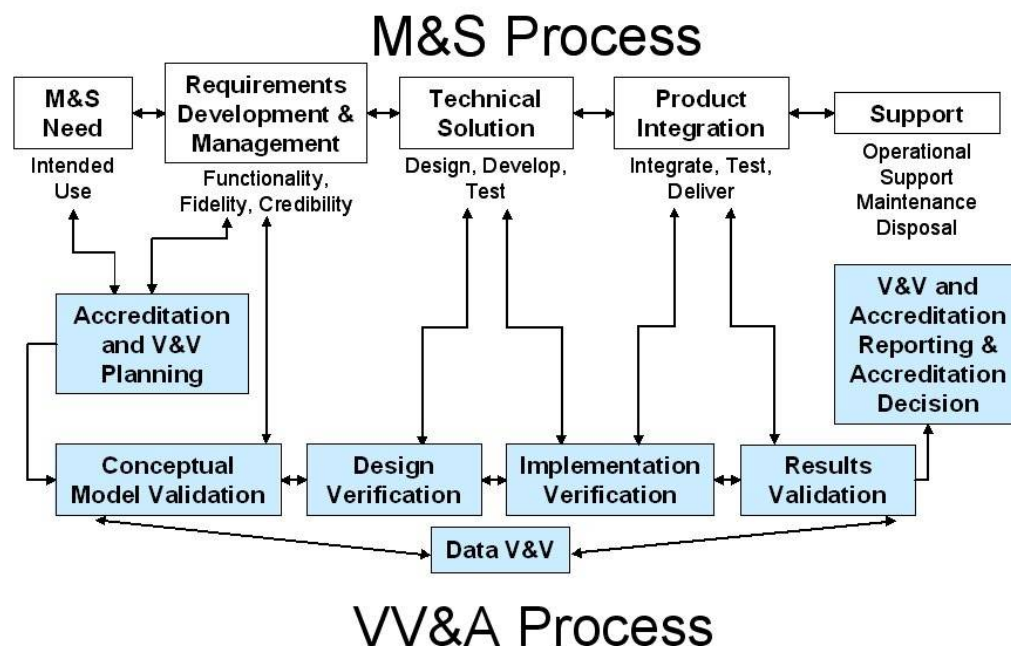 M&S Process
M&S
Need
Requirements
Development &
Management
Technical
Solution
Product
Integration
Support
Intended
Use
Functionality,
Fidelity, Credibility
Design, Develop,
Test
Integrate, Test,
Deliver
Operational
Support
Maintenance
Disposal
Accreditation
and V&V
Planning
V&V and
Accreditation
Reporting &
Accreditation
Decision
Conceptual
Model Validation
Design
Verification
Implementation
Verification
Results
Validation
Data V&V
VV&A Process